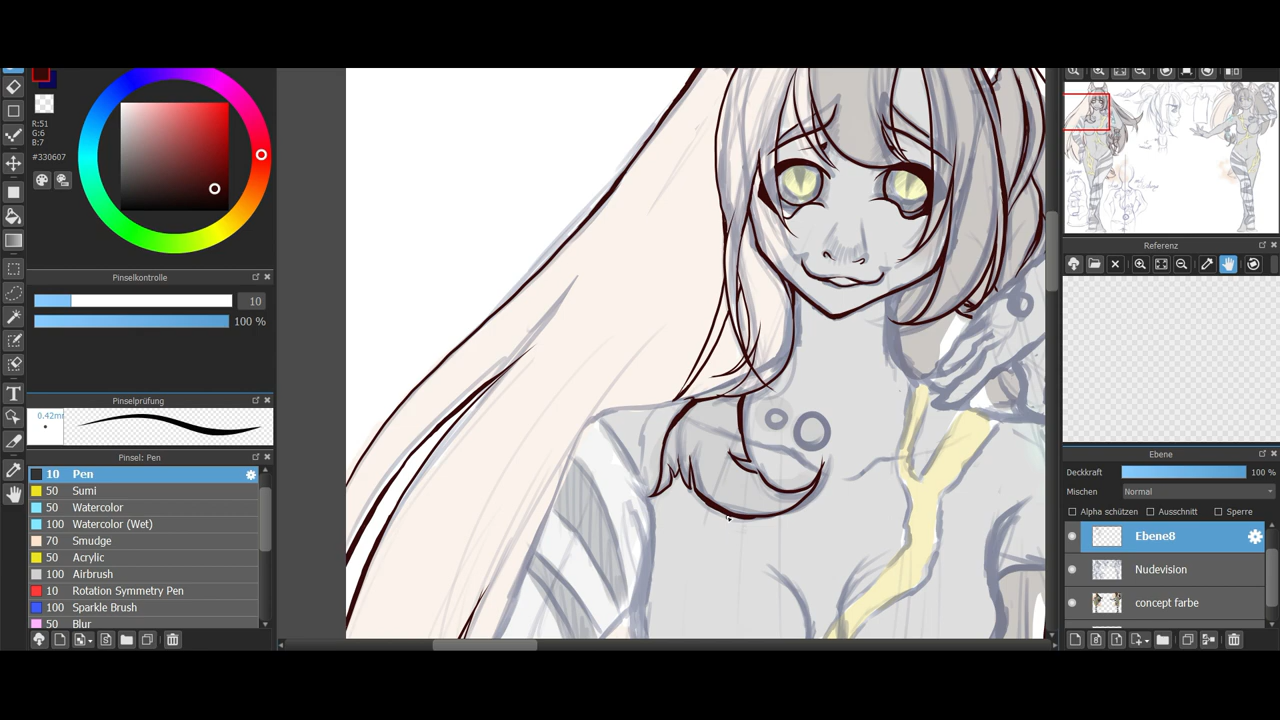 R:51
G:6
B:7
#330607
Pinselkontrolle
10
100 %
Pinselprüfung
Pinsel: Pen
10 Pen
50 Sumi
50 Watercolor
100 Watercolor (Wet)
70 Smudge
50 Acrylic
100 Airbrush
10 Rotation Symmetry Pen
100 Sparkle Brush
50 Blur
Referenz
Ebene
Deckkraft 100 %
Mischen Normal
Alpha schützen Ausschnitt Sperre
Ebene8
Nudevision
concept farbe